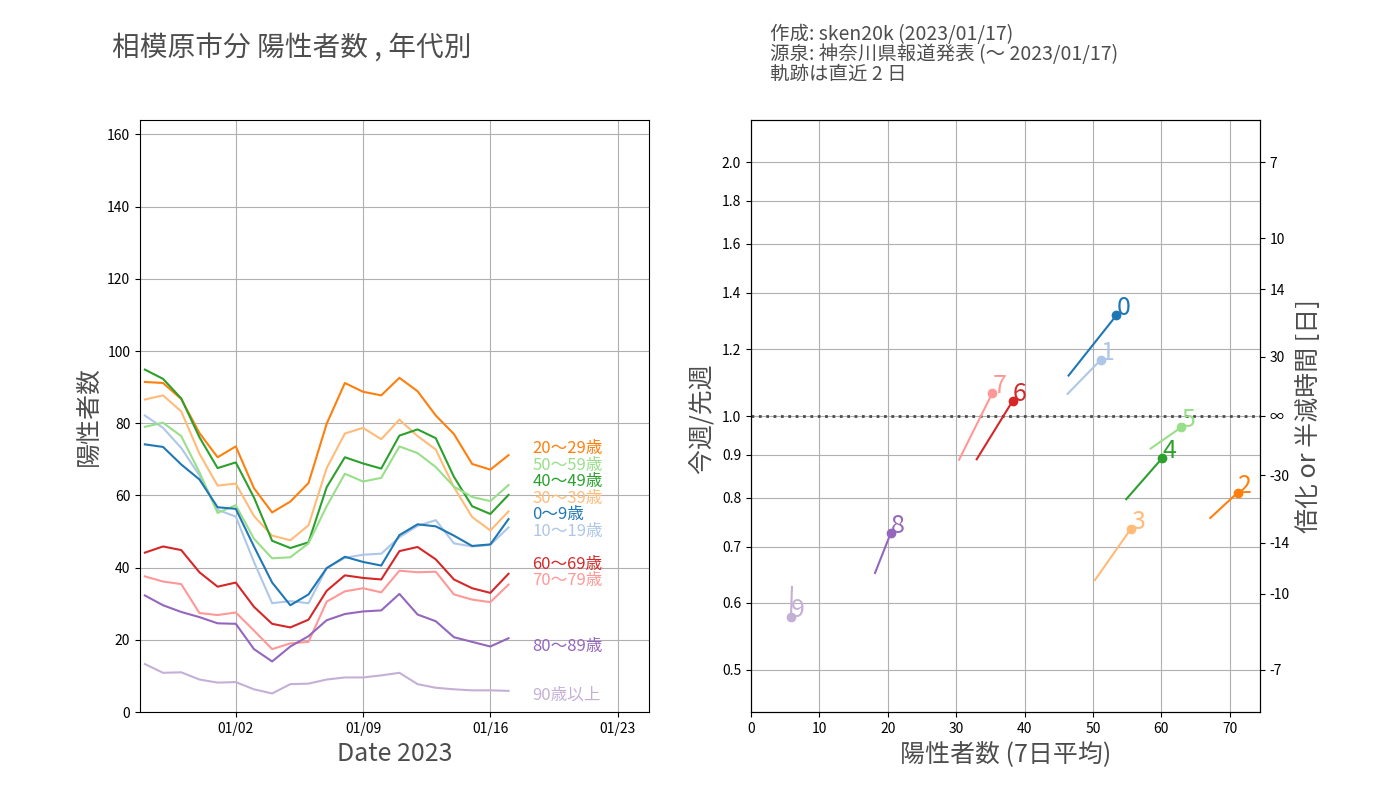 相模原市分 陽性者数 , 年代別
作成: sken20k (2023/01/17)
源泉: 神奈川県報道発表 (〜 2023/01/17)
軌跡は直近 2 日
陽性者数
160
140
120
100
80
60
40
20
0
20〜29歳
50〜59歳
40〜49歳
30〜39歳
0〜9歳
10〜19歳
60〜69歳
70〜79歳
80〜89歳
90歳以上
01/02
01/09
01/16
01/23
Date 2023
今週/先週
2.0
1.8
1.6
1.4
1.2
1.0
0.9
0.8
0.7
0.6
0.5
0
1
7
6
5
4
2
3
8
9
7
10
14
30
∞
-30
-14
-10
-7
倍化 or 半減時間 [日]
0
10
20
30
40
50
60
70
陽性者数 (7日平均)